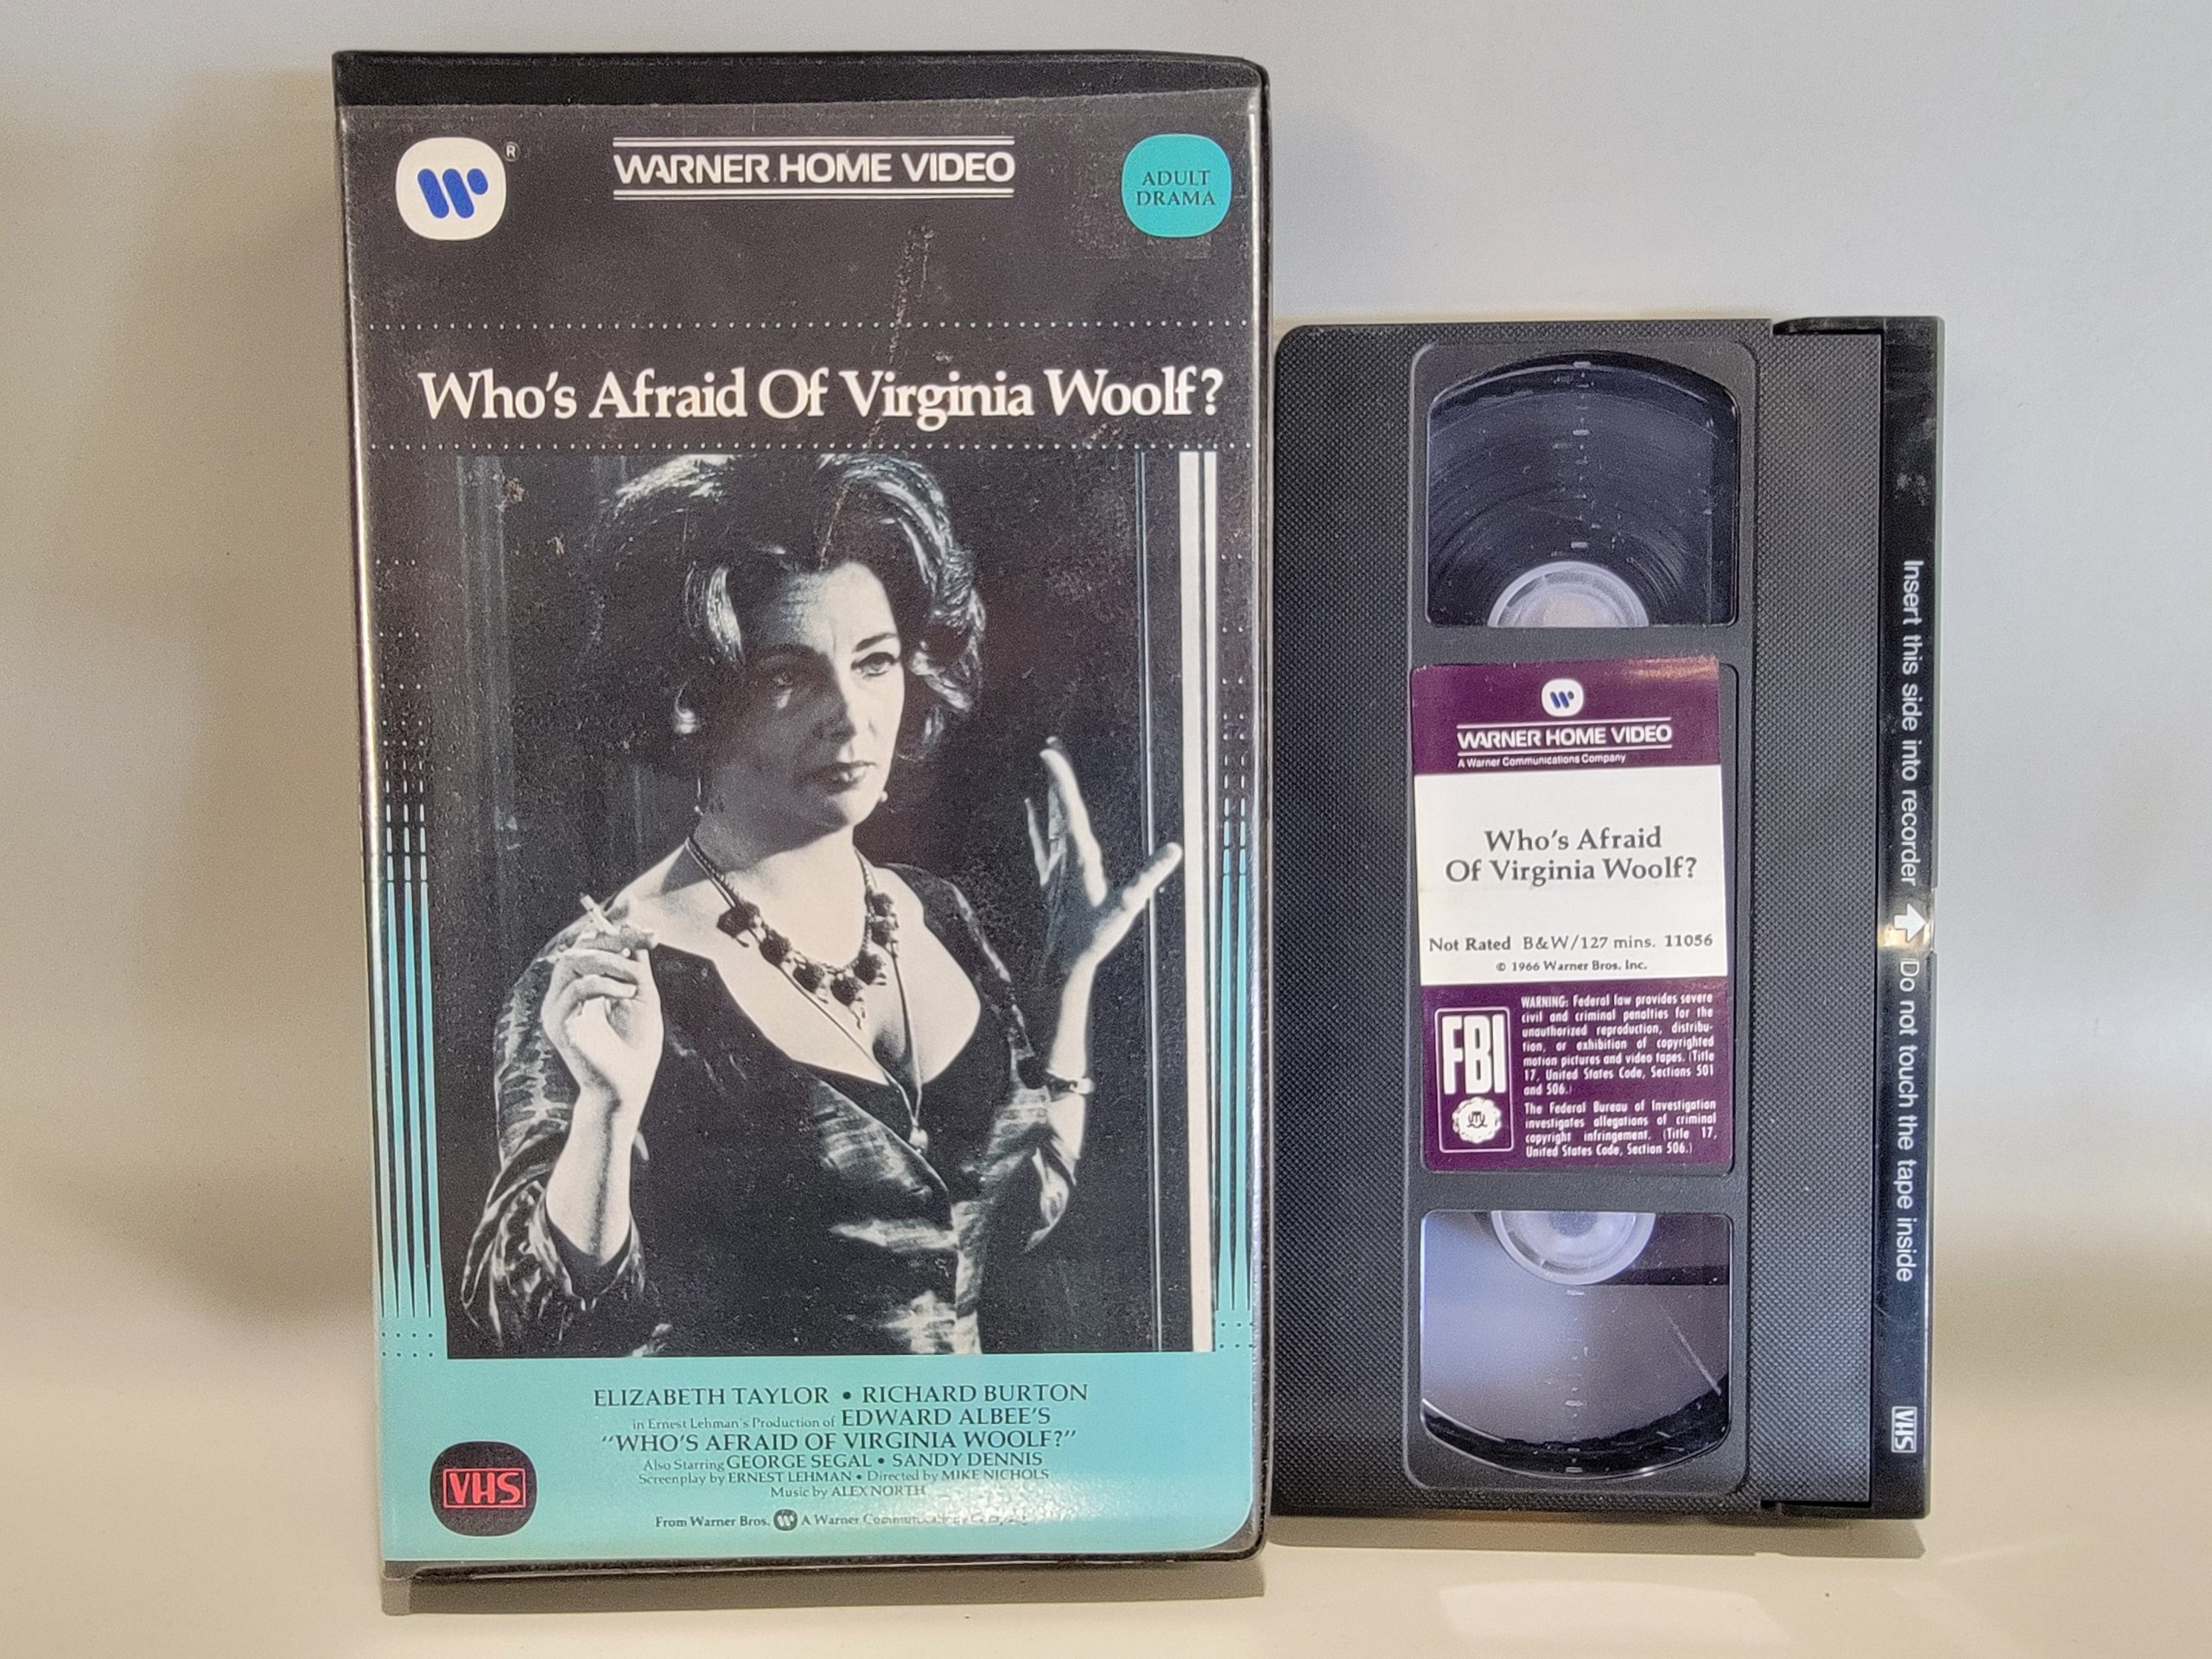 W®
WARNER HOME VIDEO
ADULT
DRAMA
Who's Afraid Of Virginia Woolf?
ELIZABETH TAYLOR • RICHARD BURTON
in Ernest Lehman's Production of EDWARD ALBEE'S
"WHO'S AFRAID OF VIRGINIA WOOLF?"
Also Starring GEORGE SEGAL • SANDY DENNIS
Screenplay by ERNEST LEHMAN • Directed by MIKE NICHOLS
Music by ALEX NORTH
VHS
From Warner Bros. W A Warner Communications Company
W
WARNER HOME VIDEO
A Warner Communications Company
Who's Afraid
Of Virginia Woolf?
Not Rated B&W/127 mins. 11056
© 1966 Warner Bros. Inc.
FBI
WARNING: Federal law provides severe
civil and criminal penalties for the
unauthorized reproduction, distribu-
tion, or exhibition of copyrighted
motion pictures and video tapes. (Title
17, United States Code, Sections 501
and 506.)
The Federal Bureau of Investigation
investigates allegations of criminal
copyright infringement. (Title 17,
United States Code, Section 506.)
Insert this side into recorder Do not touch the tape inside
VHS